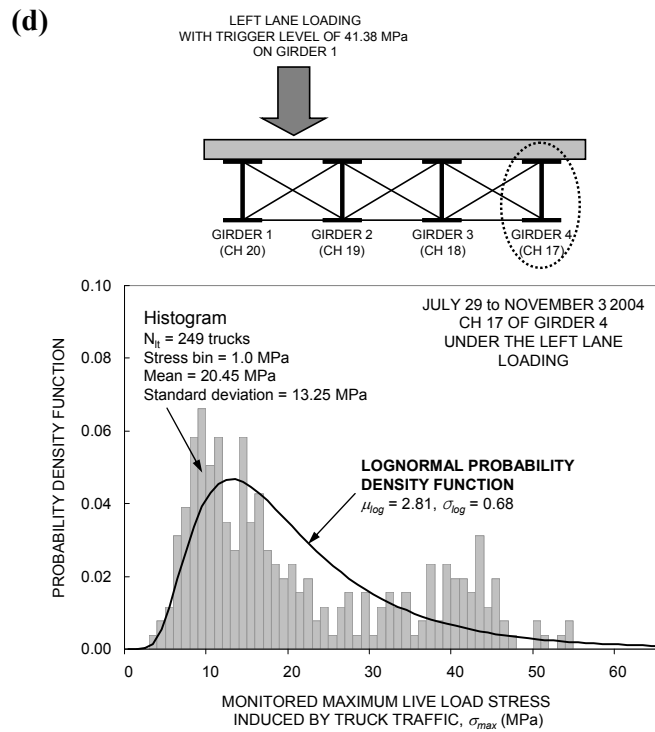 (d)
LEFT LANE LOADING
WITH TRIGGER LEVEL OF 41.38 MPa
ON GIRDER 1
GIRDER 1
(CH 20)
GIRDER 2
(CH 19)
GIRDER 3
(CH 18)
GIRDER 4
(CH 17)
PROBABILITY DENSITY FUNCTION
0.10
0.08
0.06
0.04
0.02
0.00
Histogram
Nlt = 249 trucks
Stress bin = 1.0 MPa
Mean = 20.45 MPa
Standard deviation = 13.25 MPa
JULY 29 to NOVEMBER 3 2004
CH 17 OF GIRDER 4
UNDER THE LEFT LANE
LOADING
LOGNORMAL PROBABILITY
DENSITY FUNCTION
μlog = 2.81, σlog = 0.68
0 10 20 30 40 50 60
MONITORED MAXIMUM LIVE LOAD STRESS
INDUCED BY TRUCK TRAFFIC, σmax (MPa)